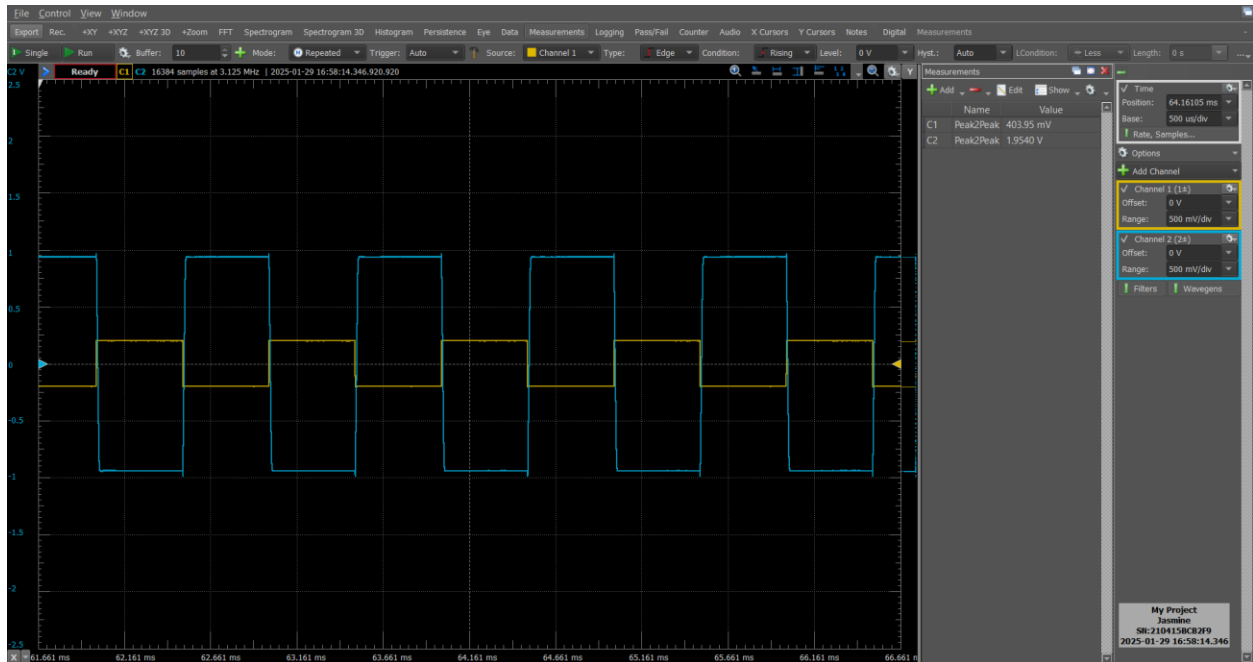 File Control View Window
Export Rec. +XY +XYZ +XYZ 3D +Zoom FFT Spectrogram Spectrogram 3D Histogram Persistence Eye Data Measurements Logging Pass/Fail Counter Audio X Cursors Y Cursors Notes Digital Measurements
Single Run Buffer: 10 Mode: Repeated Trigger: Auto Source: Channel 1 Type: Edge Condition: Rising Level: 0 V Hyst.: Auto LCondition: Less Length: 0 s ...
C2 V Ready C1 C2 16384 samples at 3.125 MHz | 2025-01-29 16:58:14.346.920.920 Y
2.5
2
1.5
1
0.5
0
-0.5
-1
-1.5
-2
-2.5
X 61.661 ms 62.161 ms 62.661 ms 63.161 ms 63.661 ms 64.161 ms 64.661 ms 65.161 ms 65.661 ms 66.161 ms 66.661 m
Measurements
Add Edit Show
Name Value
C1 Peak2Peak 403.95 mV
C2 Peak2Peak 1.9540 V
Time
Position: 64.16105 ms
Base: 500 us/div
Rate, Samples...
Options
Add Channel
Channel 1 (1±)
Offset: 0 V
Range: 500 mV/div
Channel 2 (2±)
Offset: 0 V
Range: 500 mV/div
Filters Wavegens
My Project
Jasmine
SN:210415BCB2F9
2025-01-29 16:58:14.346